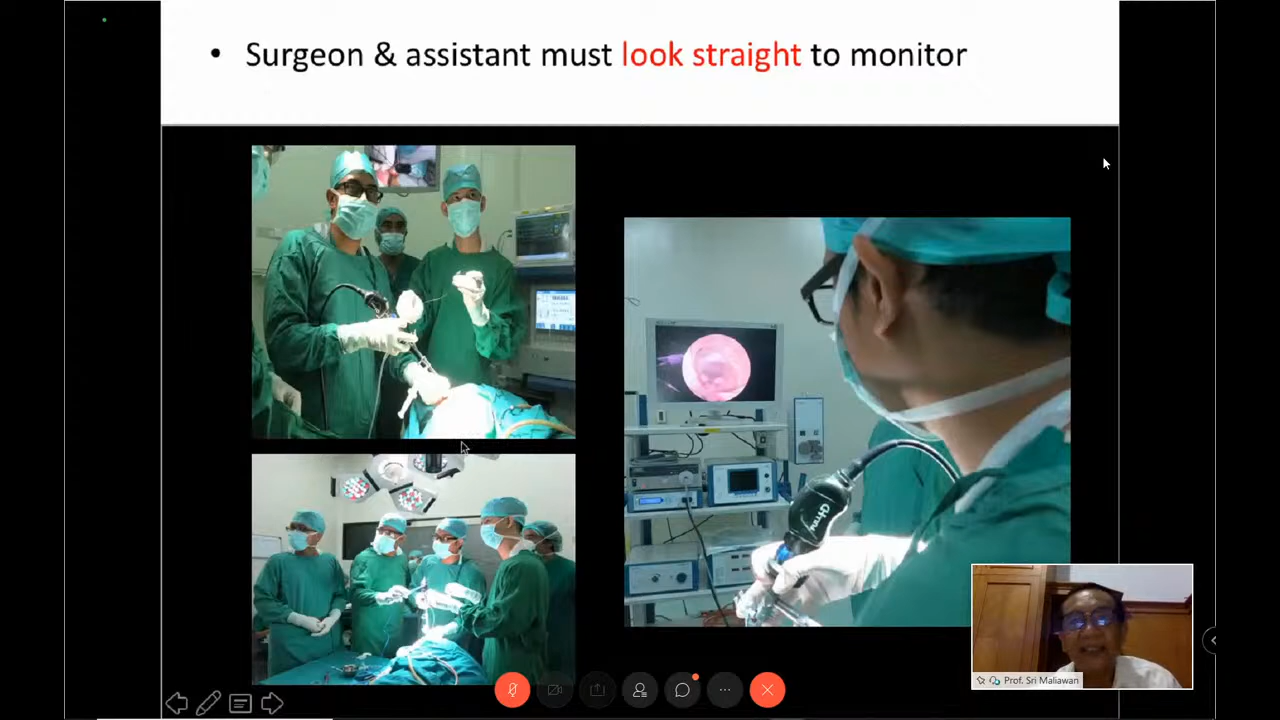 • Surgeon & assistant must look straight to monitor
Prof. Sri Maliawan